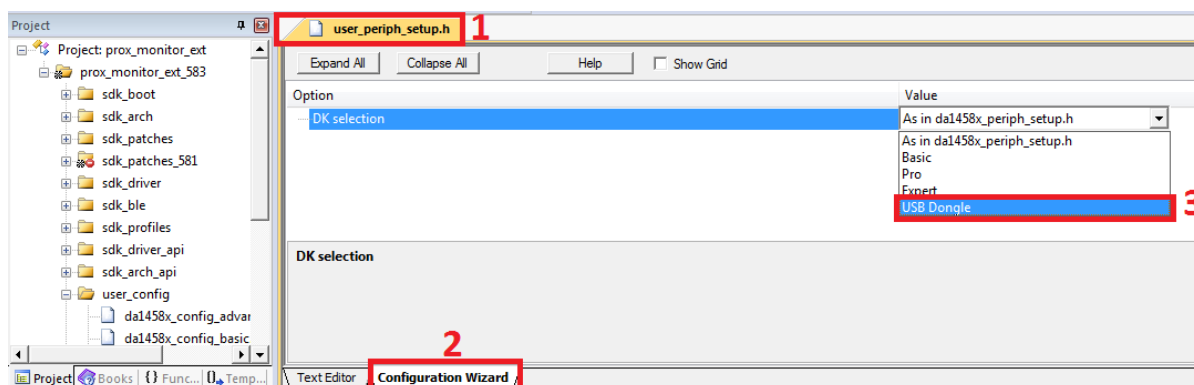 Project
Project: prox_monitor_ext
prox_monitor_ext_583
sdk_boot
sdk_arch
sdk_patches
sdk_patches_581
sdk_driver
sdk_ble
sdk_profiles
sdk_driver_api
sdk_arch_api
user_config
da1458x_config_advar
da1458x_config_basic
Project Books Func... Temp...
user_periph_setup.h 1
Expand All Collapse All Help Show Grid
Option Value
DK selection As in da1458x_periph_setup.h
As in da1458x_periph_setup.h
Basic
Pro
Expert
USB Dongle 3
DK selection
2
Text Editor Configuration Wizard